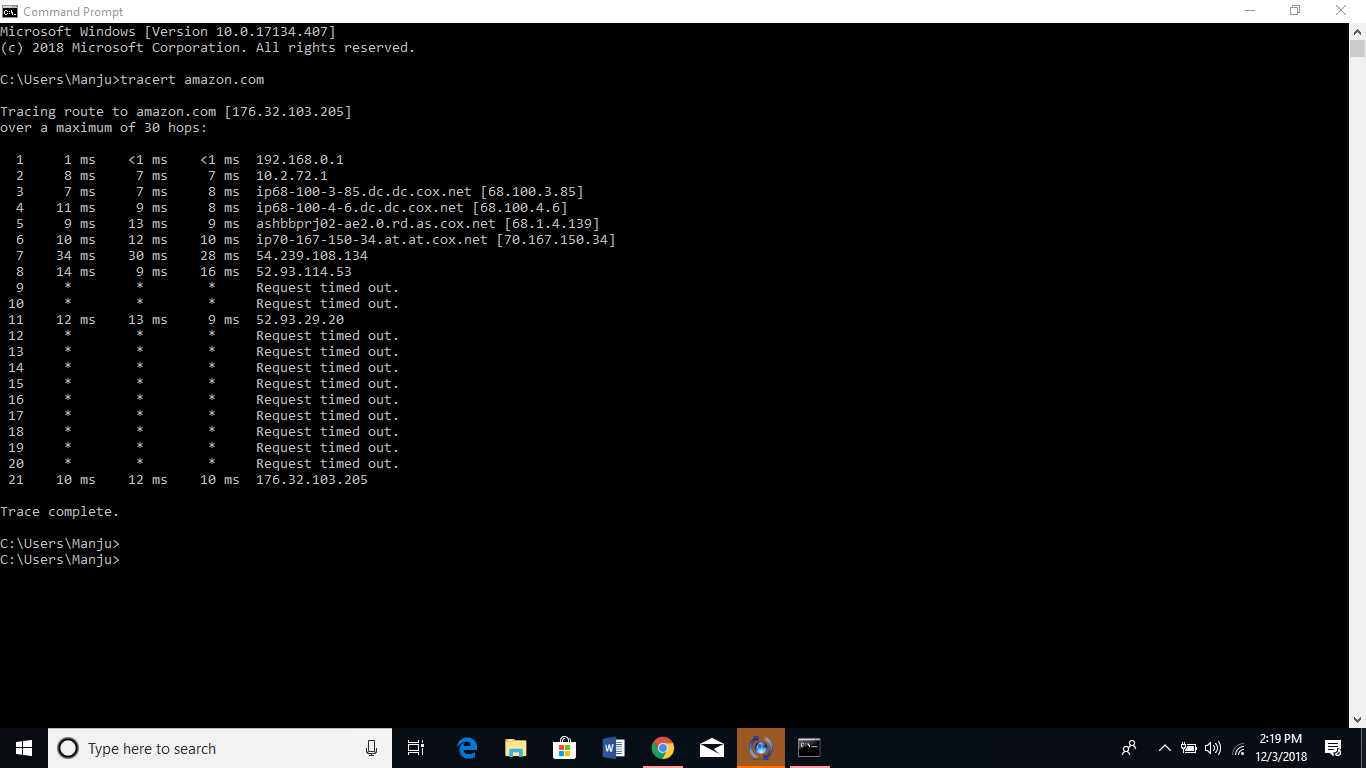 Command Prompt
Microsoft Windows [Version 10.0.17134.407]
(c) 2018 Microsoft Corporation. All rights reserved.
C:\Users\Manju>tracert amazon.com
Tracing route to amazon.com [176.32.103.205]
over a maximum of 30 hops:
1 1 ms <1 ms <1 ms 192.168.0.1
2 8 ms 7 ms 7 ms 10.2.72.1
3 7 ms 7 ms 8 ms ip68-100-3-85.dc.dc.cox.net [68.100.3.85]
4 11 ms 9 ms 8 ms ip68-100-4-6.dc.dc.cox.net [68.100.4.6]
5 9 ms 13 ms 9 ms ashbbprj02-ae2.0.rd.as.cox.net [68.1.4.139]
6 10 ms 12 ms 10 ms ip70-167-150-34.at.at.cox.net [70.167.150.34]
7 34 ms 30 ms 28 ms 54.239.108.134
8 14 ms 9 ms 16 ms 52.93.114.53
9 * * * Request timed out.
10 * * * Request timed out.
11 12 ms 13 ms 9 ms 52.93.29.20
12 * * * Request timed out.
13 * * * Request timed out.
14 * * * Request timed out.
15 * * * Request timed out.
16 * * * Request timed out.
17 * * * Request timed out.
18 * * * Request timed out.
19 * * * Request timed out.
20 * * * Request timed out.
21 10 ms 12 ms 10 ms 176.32.103.205
Trace complete.
C:\Users\Manju>
C:\Users\Manju>
Type here to search
2:19 PM
12/3/2018